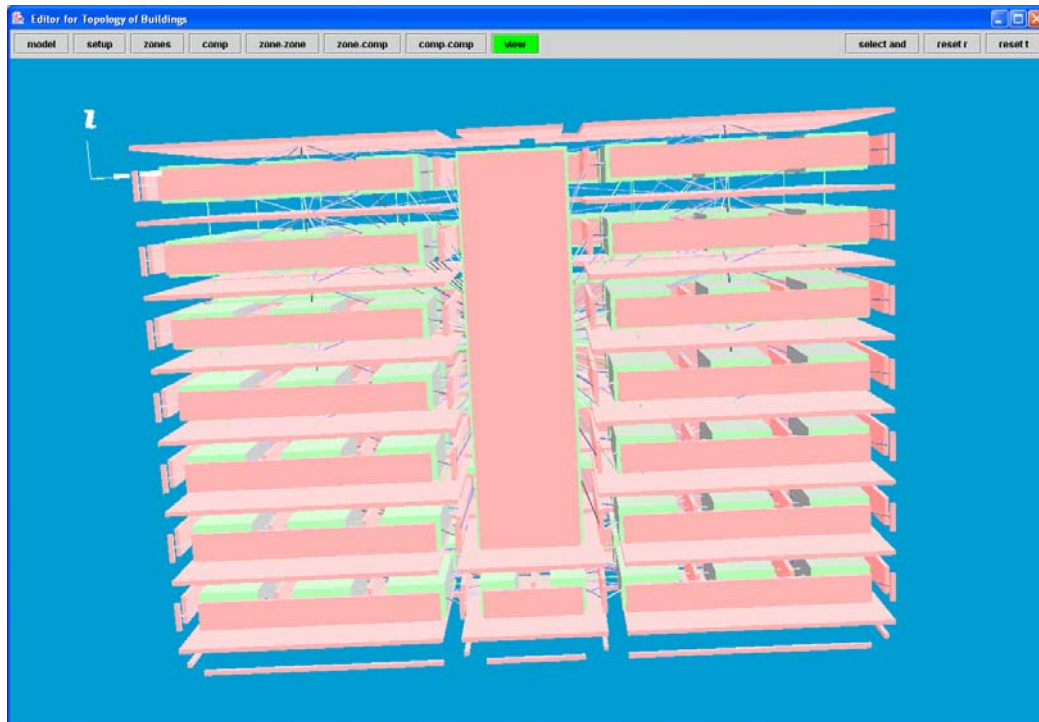 Editor for Topology of Buildings
model setup zones comp zone-zone zone-comp comp-comp view select and reset r reset t
z